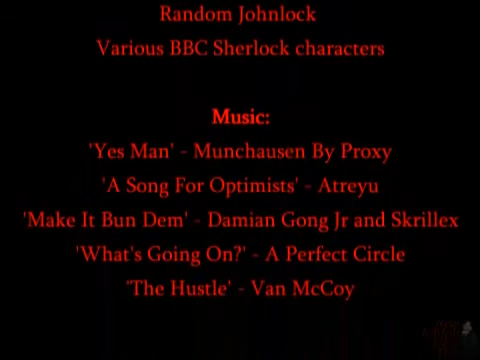 Random Johnlock
Various BBC Sherlock characters
Music:
'Yes Man' - Munchausen By Proxy
'A Song For Optimists' - Atreyu
'Make It Bun Dem' - Damian Gong Jr and Skrillex
'What's Going On?' - A Perfect Circle
'The Hustle' - Van McCoy